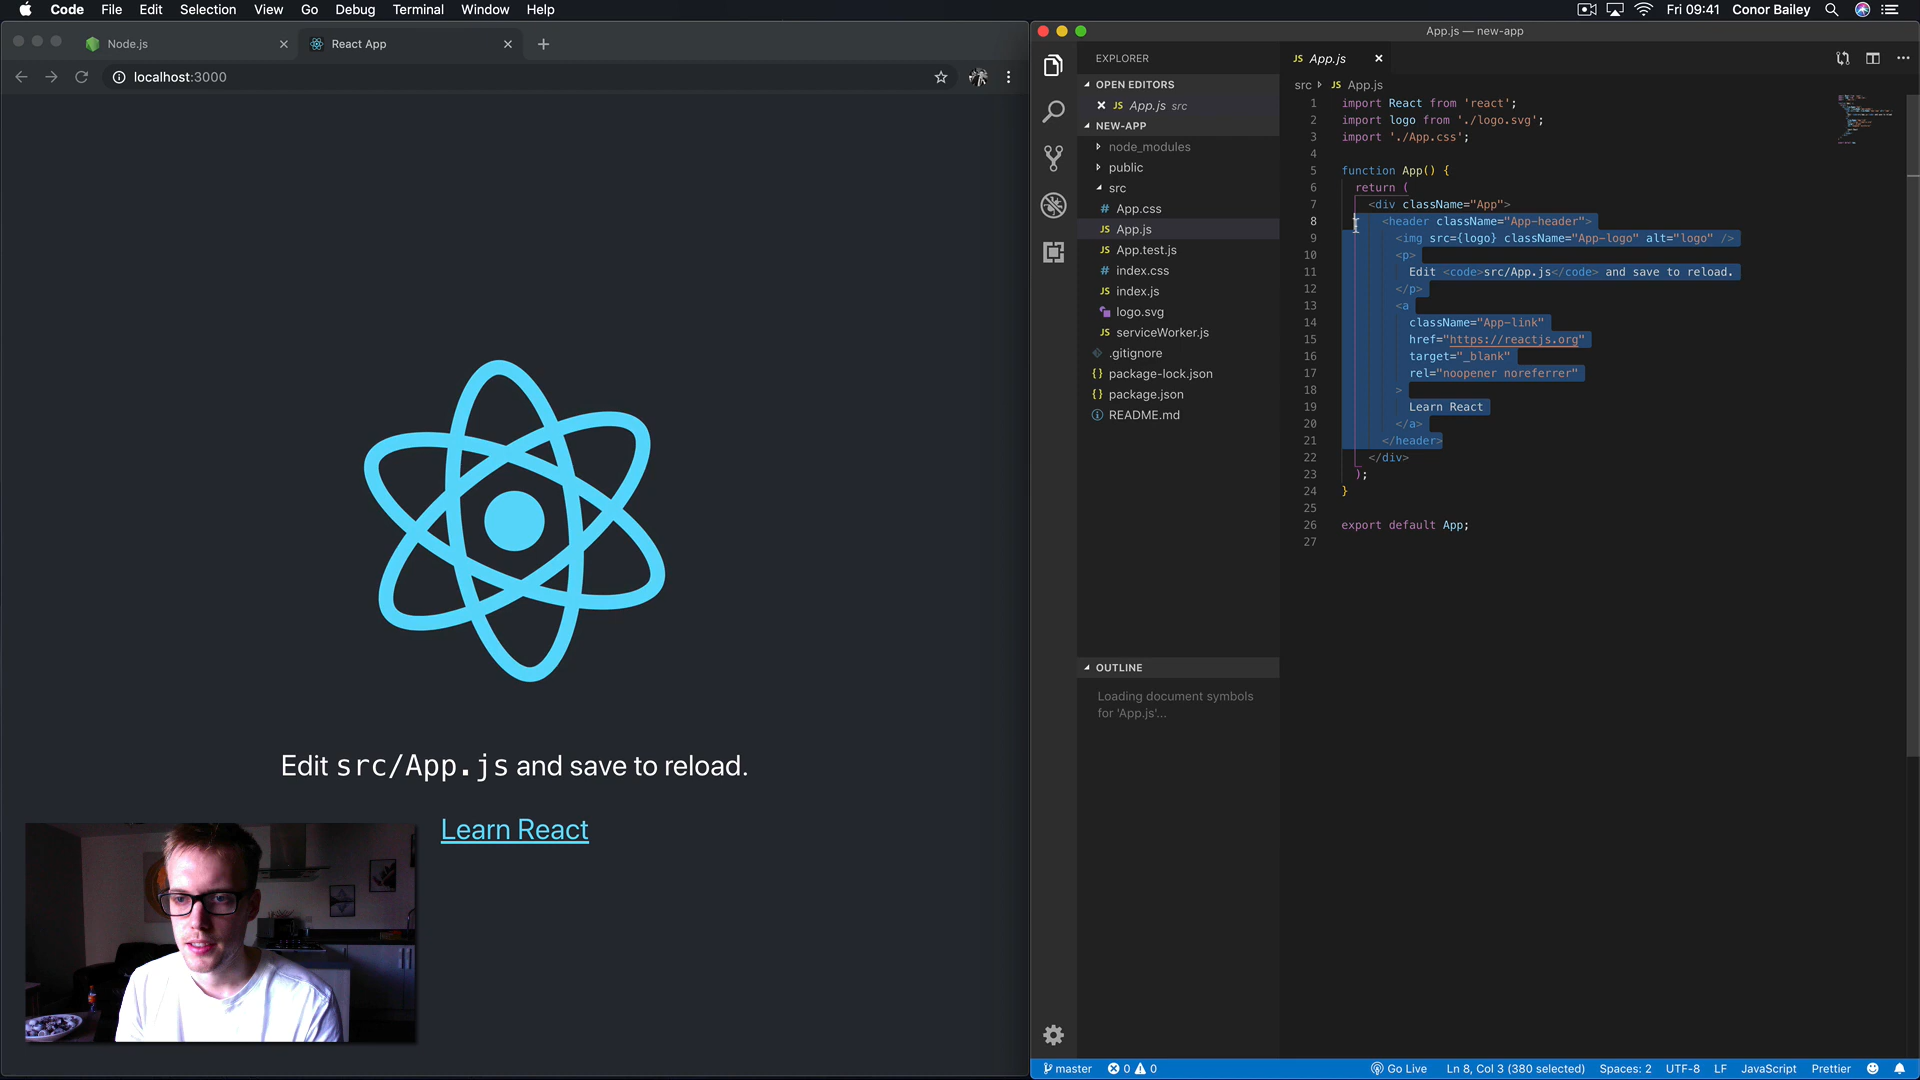 Code File Edit Selection View Go Debug Terminal Window Help
Fri 09:41 Conor Bailey
Node.js
React App
localhost:3000
Edit src/App.js and save to reload.
Learn React
App.js — new-app
EXPLORER
OPEN EDITORS
JS App.js src
NEW-APP
node_modules
public
src
# App.css
JS App.js
JS App.test.js
# index.css
JS index.js
logo.svg
JS serviceWorker.js
.gitignore
{} package-lock.json
{} package.json
README.md
OUTLINE
Loading document symbols
for 'App.js'...
JS App.js
src JS App.js
1 import React from 'react';
2 import logo from './logo.svg';
3 import './App.css';
4
5 function App() {
6 return (
7 <div className="App">
8 <header className="App-header">
9 <img src={logo} className="App-logo" alt="logo" />
10 <p>
11 Edit <code>src/App.js</code> and save to reload.
12 </p>
13 <a
14 className="App-link"
15 href="https://reactjs.org"
16 target="_blank"
17 rel="noopener noreferrer"
18 >
19 Learn React
20 </a>
21 </header>
22 </div>
23 );
24 }
25
26 export default App;
27
master 0 0 Go Live Ln 8, Col 3 (380 selected) Spaces: 2 UTF-8 LF JavaScript Prettier